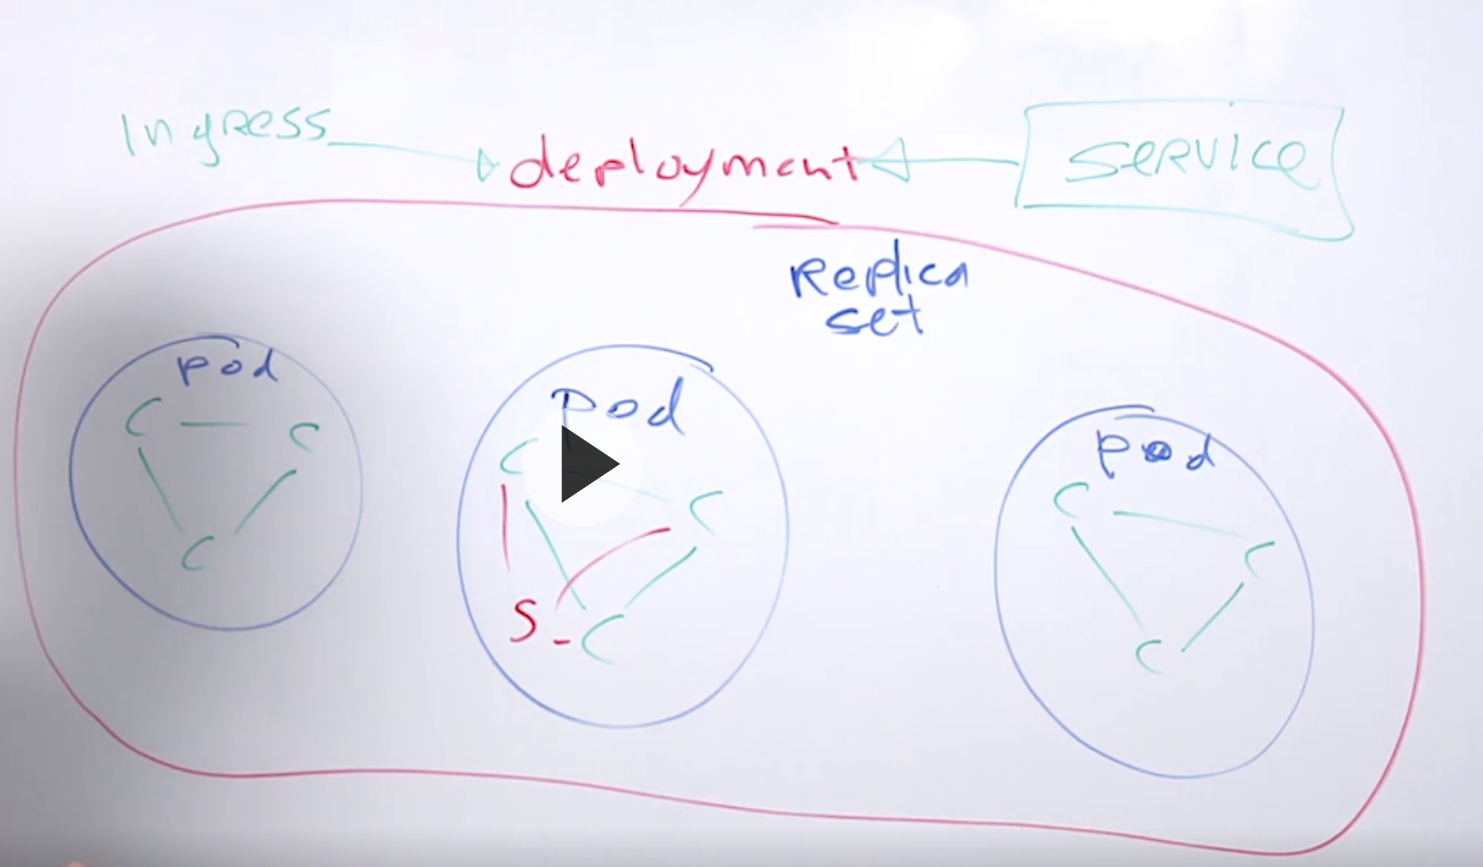 Ingress
deployment
SERVICE
Replica
set
pod
C C
C
pod
C
C
S - C
pod
C
C
C